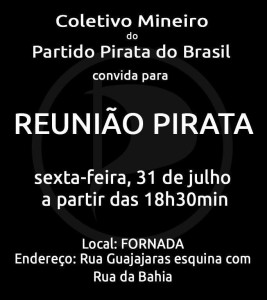 Coletivo Mineiro
do
Partido Pirata do Brasil
convida para
REUNIÃO PIRATA
sexta-feira, 31 de julho
a partir das 18h30min
Local: FORNADA
Endereço: Rua Guajajaras esquina com
Rua da Bahia